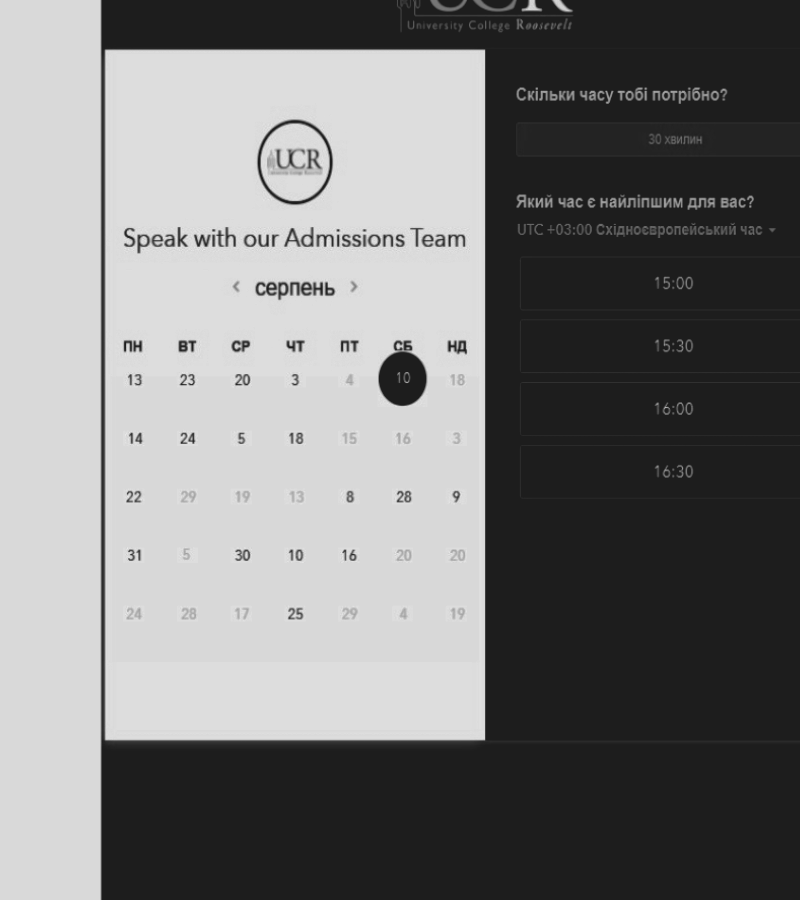 UCR
University College Roosevelt
UCR
Speak with our Admissions Team
серпень
ПН ВТ СР ЧТ ПТ СБ НД
13 23 20 3 4 10 18
14 24 5 18 15 16 3
22 29 19 13 8 28 9
31 5 30 10 16 20 20
24 28 17 25 29 4 19
Скільки часу тобі потрібно?
30 хвилин
Який час є найліпшим для вас?
UTC +03:00 Східноєвропейський час
15:00
15:30
16:00
16:30